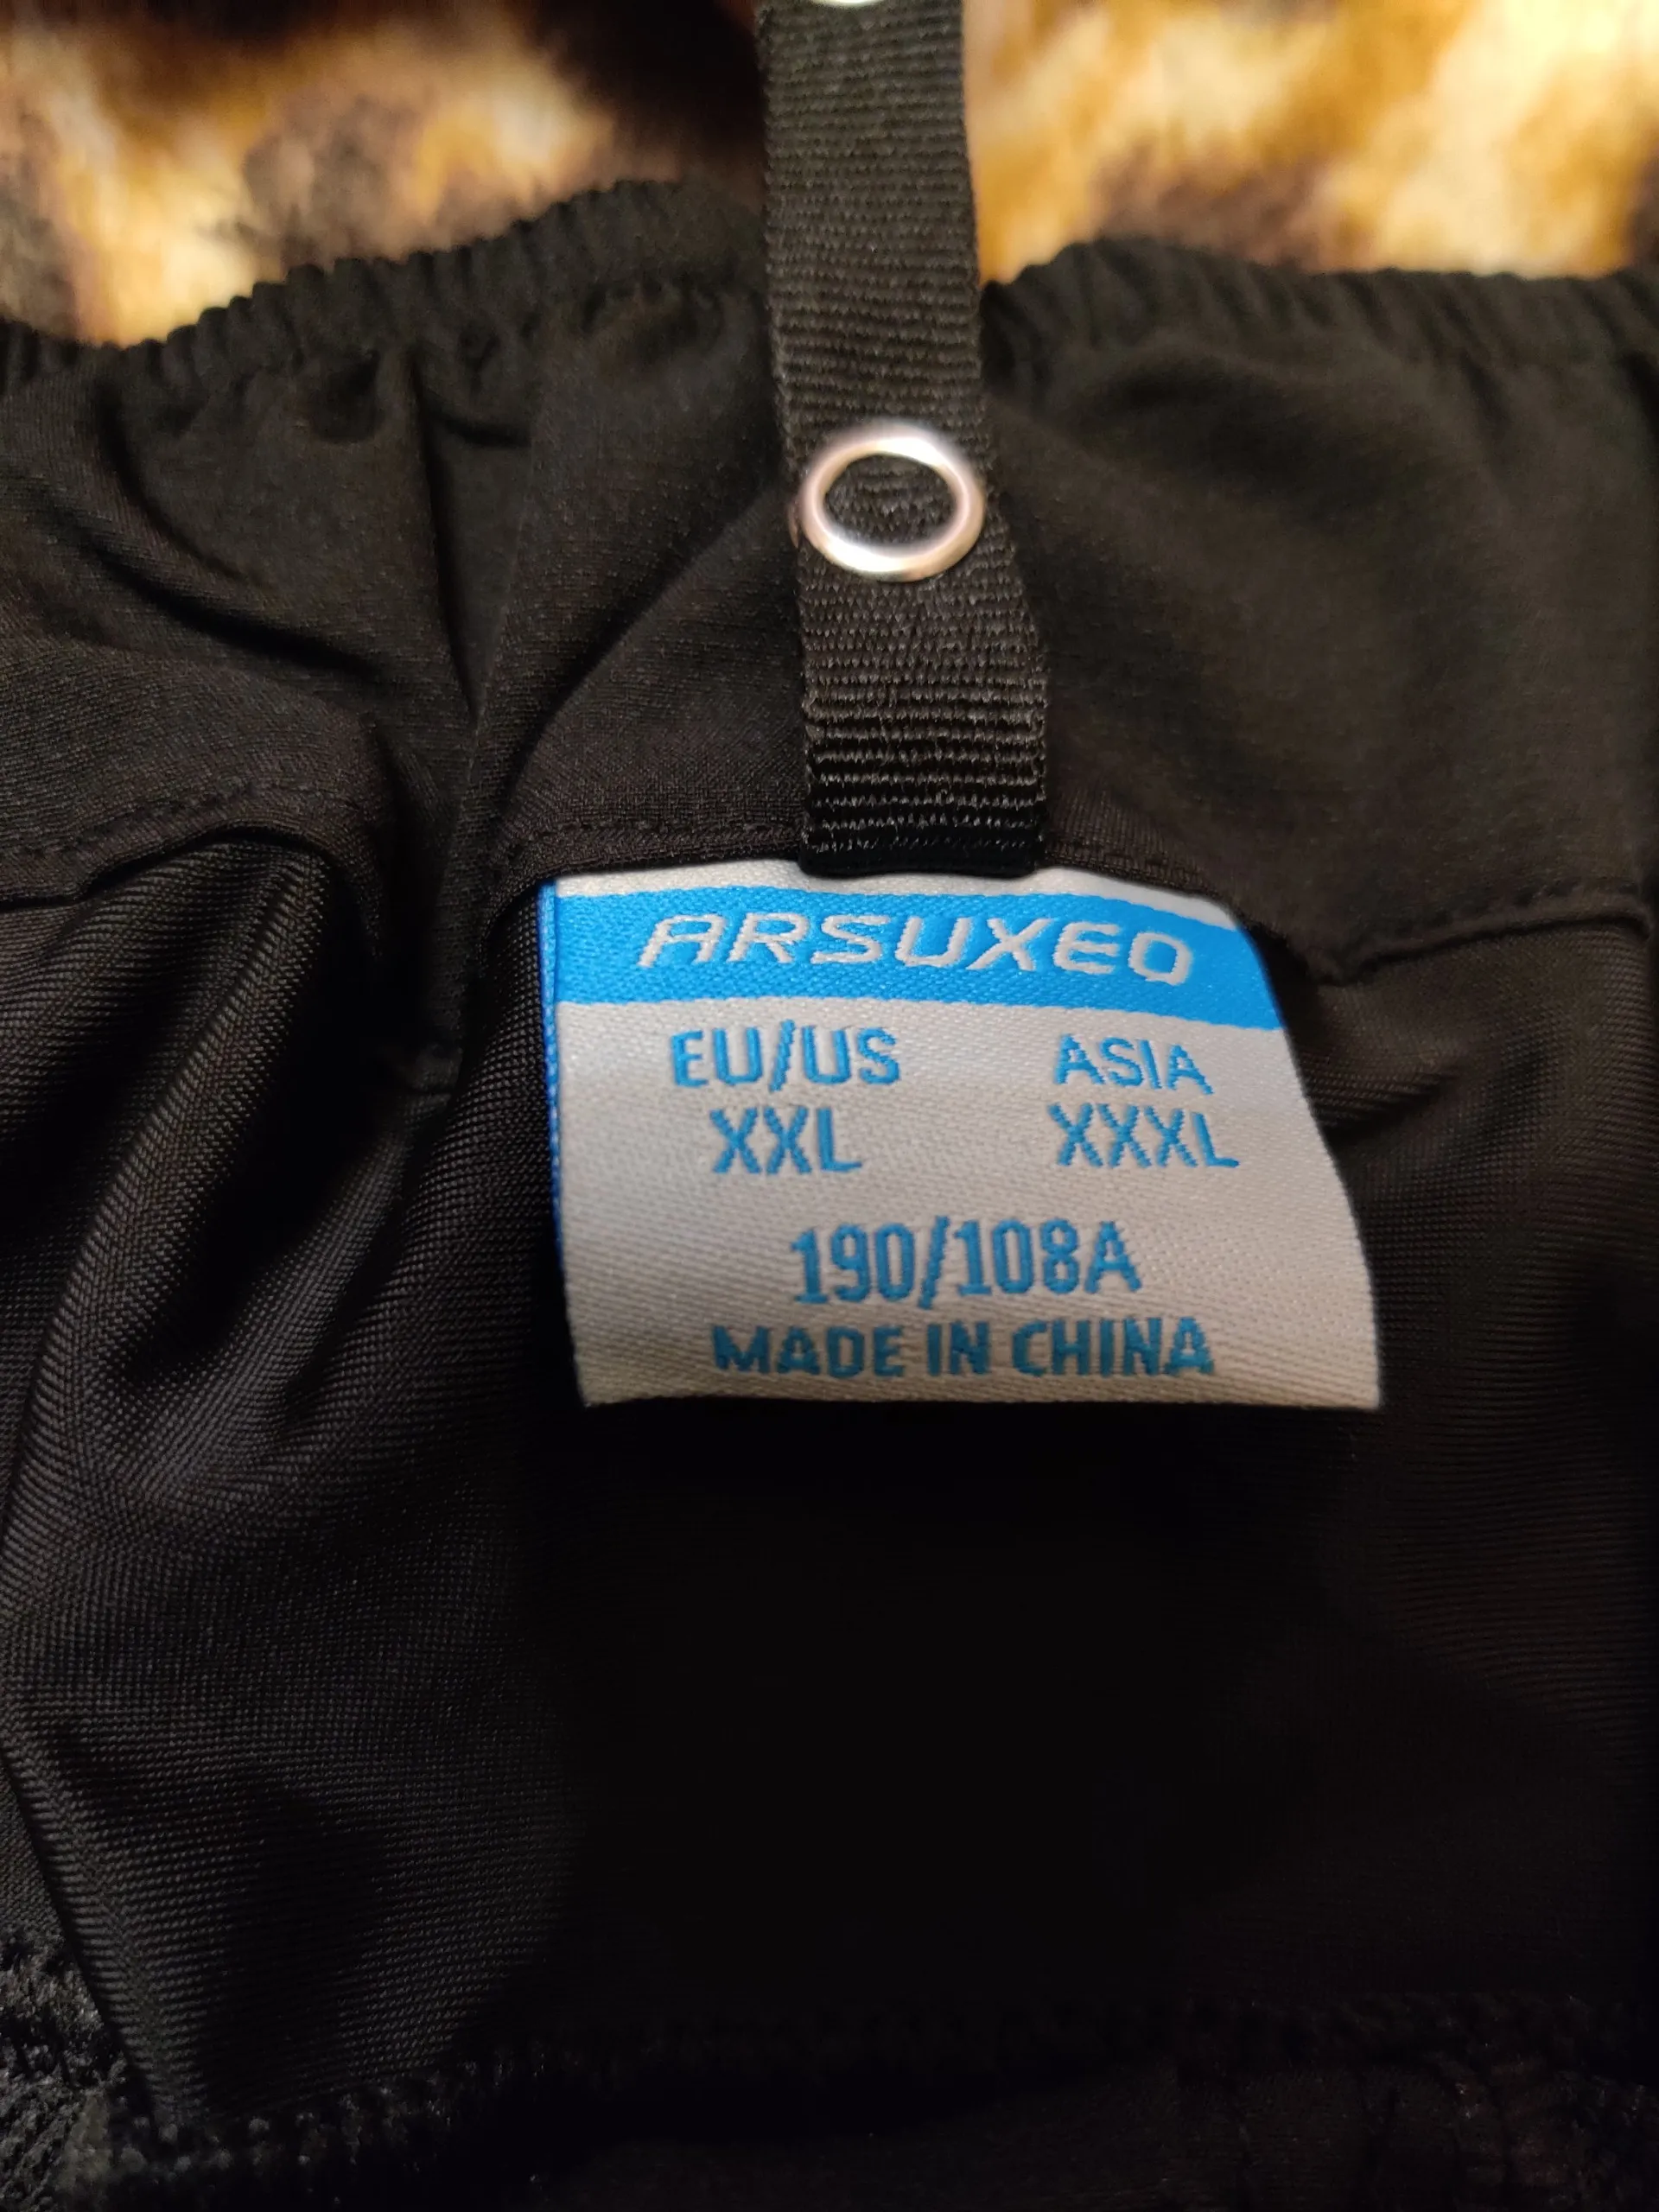 ARSUXEO
EU/US ASIA
XXL XXXL
190/108A
MADE IN CHINA